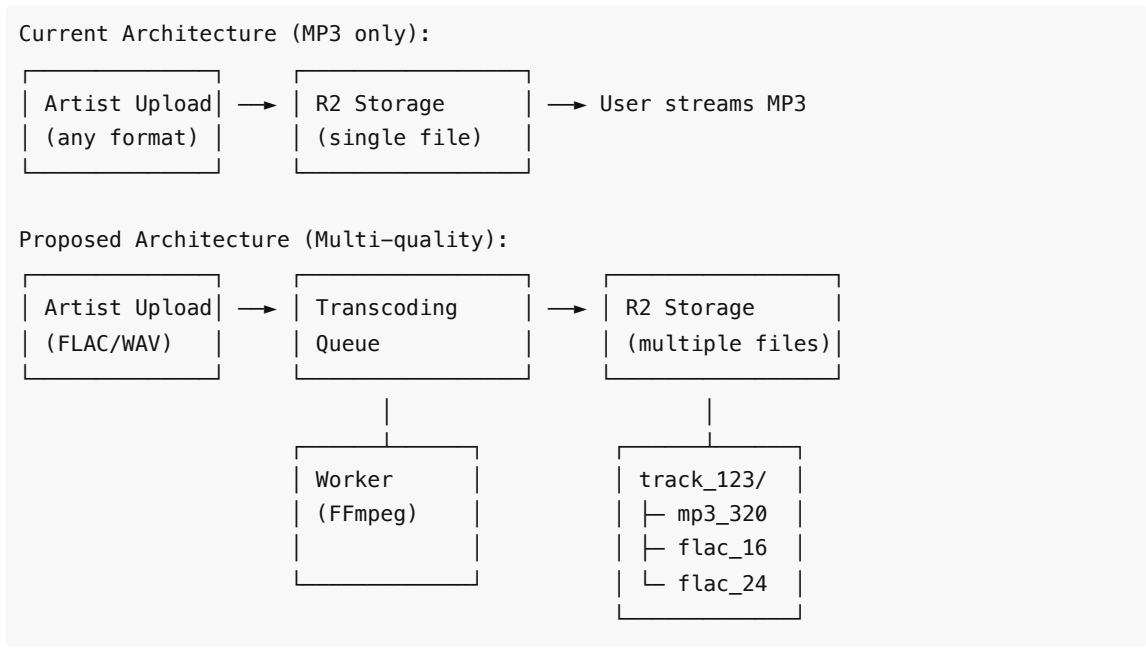 Current Architecture (MP3 only):
Artist Upload → R2 Storage → User streams MP3
(any format) (single file)
Proposed Architecture (Multi-quality):
Artist Upload → Transcoding → R2 Storage
(FLAC/WAV) Queue (multiple files)
Worker track_123/
(FFmpeg) ├─ mp3_320
├─ flac_16
└─ flac_24